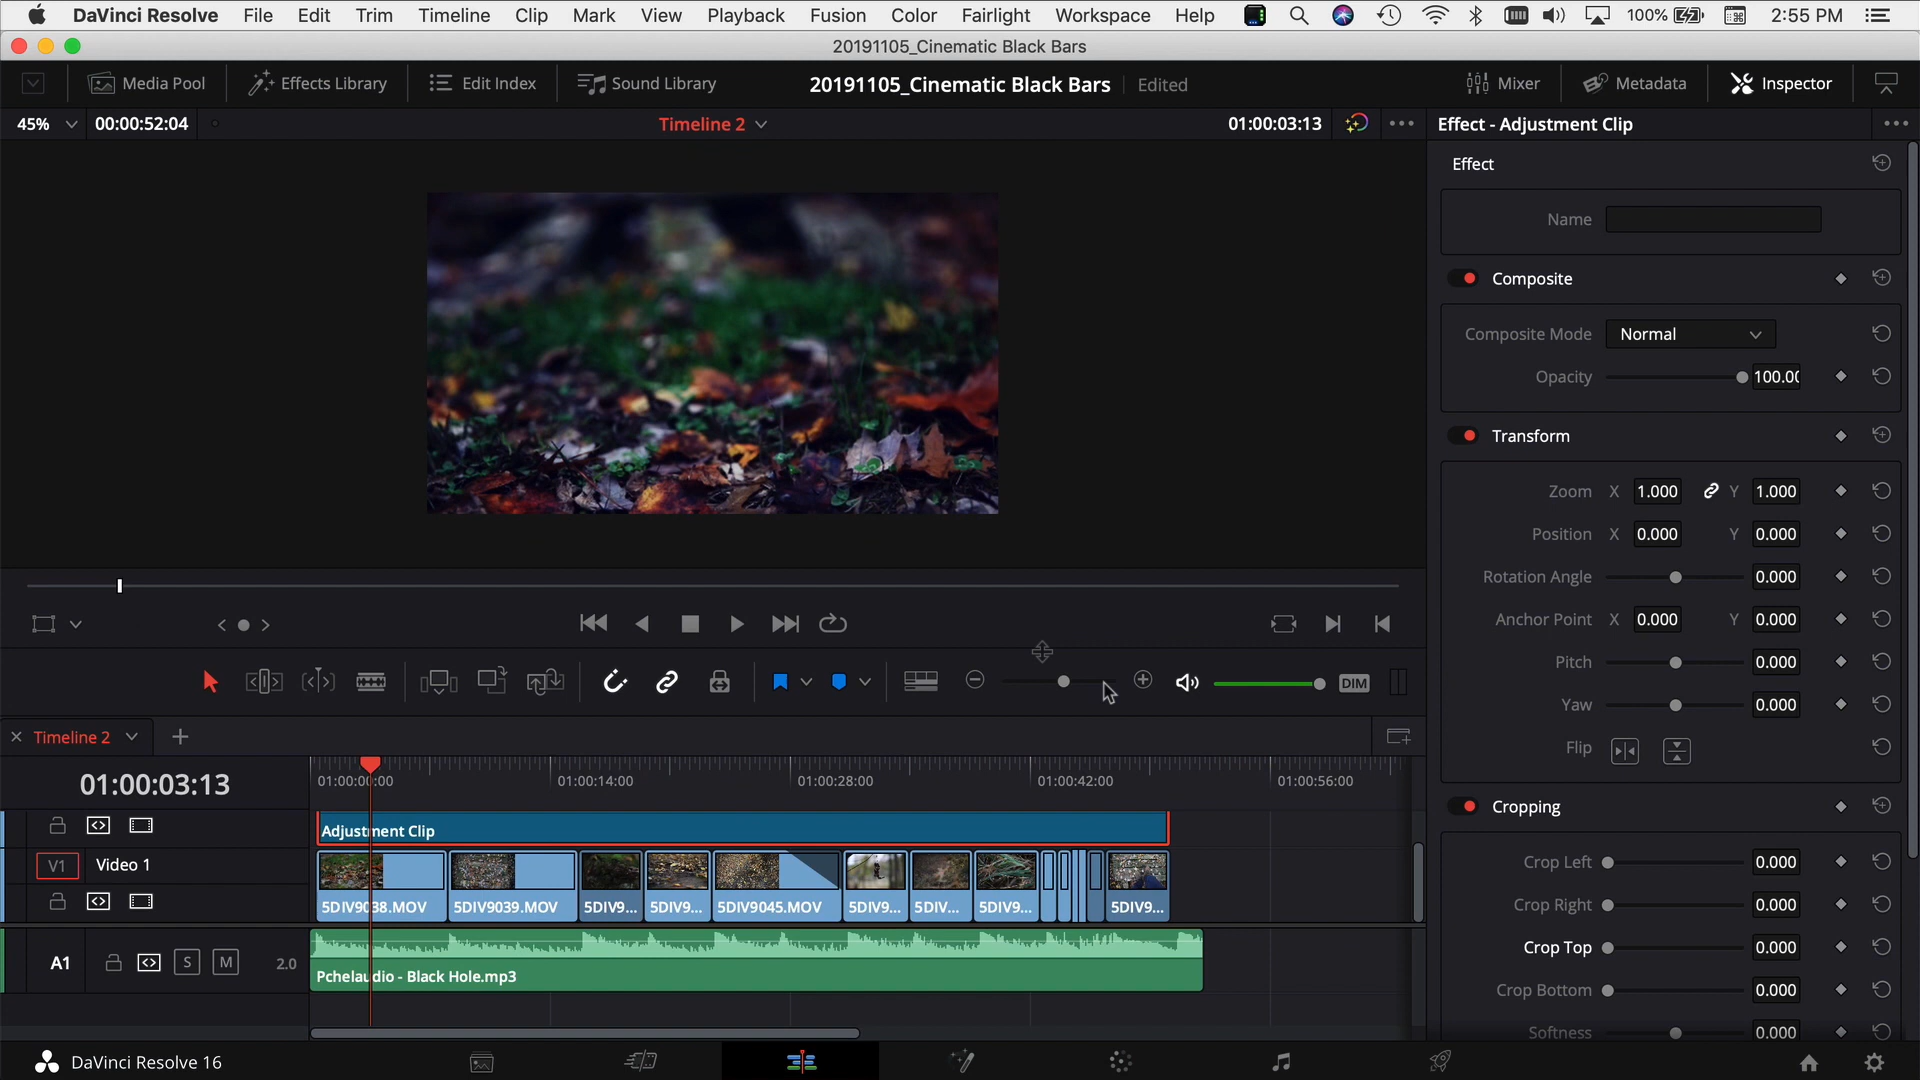 DaVinci Resolve File Edit Trim Timeline Clip Mark View Playback Fusion Color Fairlight Workspace Help 100% 2:55 PM
20191105_Cinematic Black Bars
Media Pool Effects Library Edit Index Sound Library 20191105_Cinematic Black Bars Edited Mixer Metadata Inspector
45% 00:00:52:04 Timeline 2 01:00:03:13 Effect - Adjustment Clip
Effect
Name
Composite
Composite Mode Normal
Opacity 100.00
Transform
Zoom X 1.000 Y 1.000
Position X 0.000 Y 0.000
Rotation Angle 0.000
Anchor Point X 0.000 Y 0.000
Pitch 0.000
Yaw 0.000
Flip
Cropping
Crop Left 0.000
Crop Right 0.000
Crop Top 0.000
Crop Bottom 0.000
Softness 0.000
DIM
Timeline 2
01:00:03:13 01:00:00:00 01:00:14:00 01:00:28:00 01:00:42:00 01:00:56:00
Adjustment Clip
V1 Video 1
5DIV9038.MOV 5DIV9039.MOV 5DIV9... 5DIV9... 5DIV9045.MOV 5DIV9... 5DIV... 5DIV9... 5DIV9...
A1 S M 2.0
Pchelaudio - Black Hole.mp3
DaVinci Resolve 16